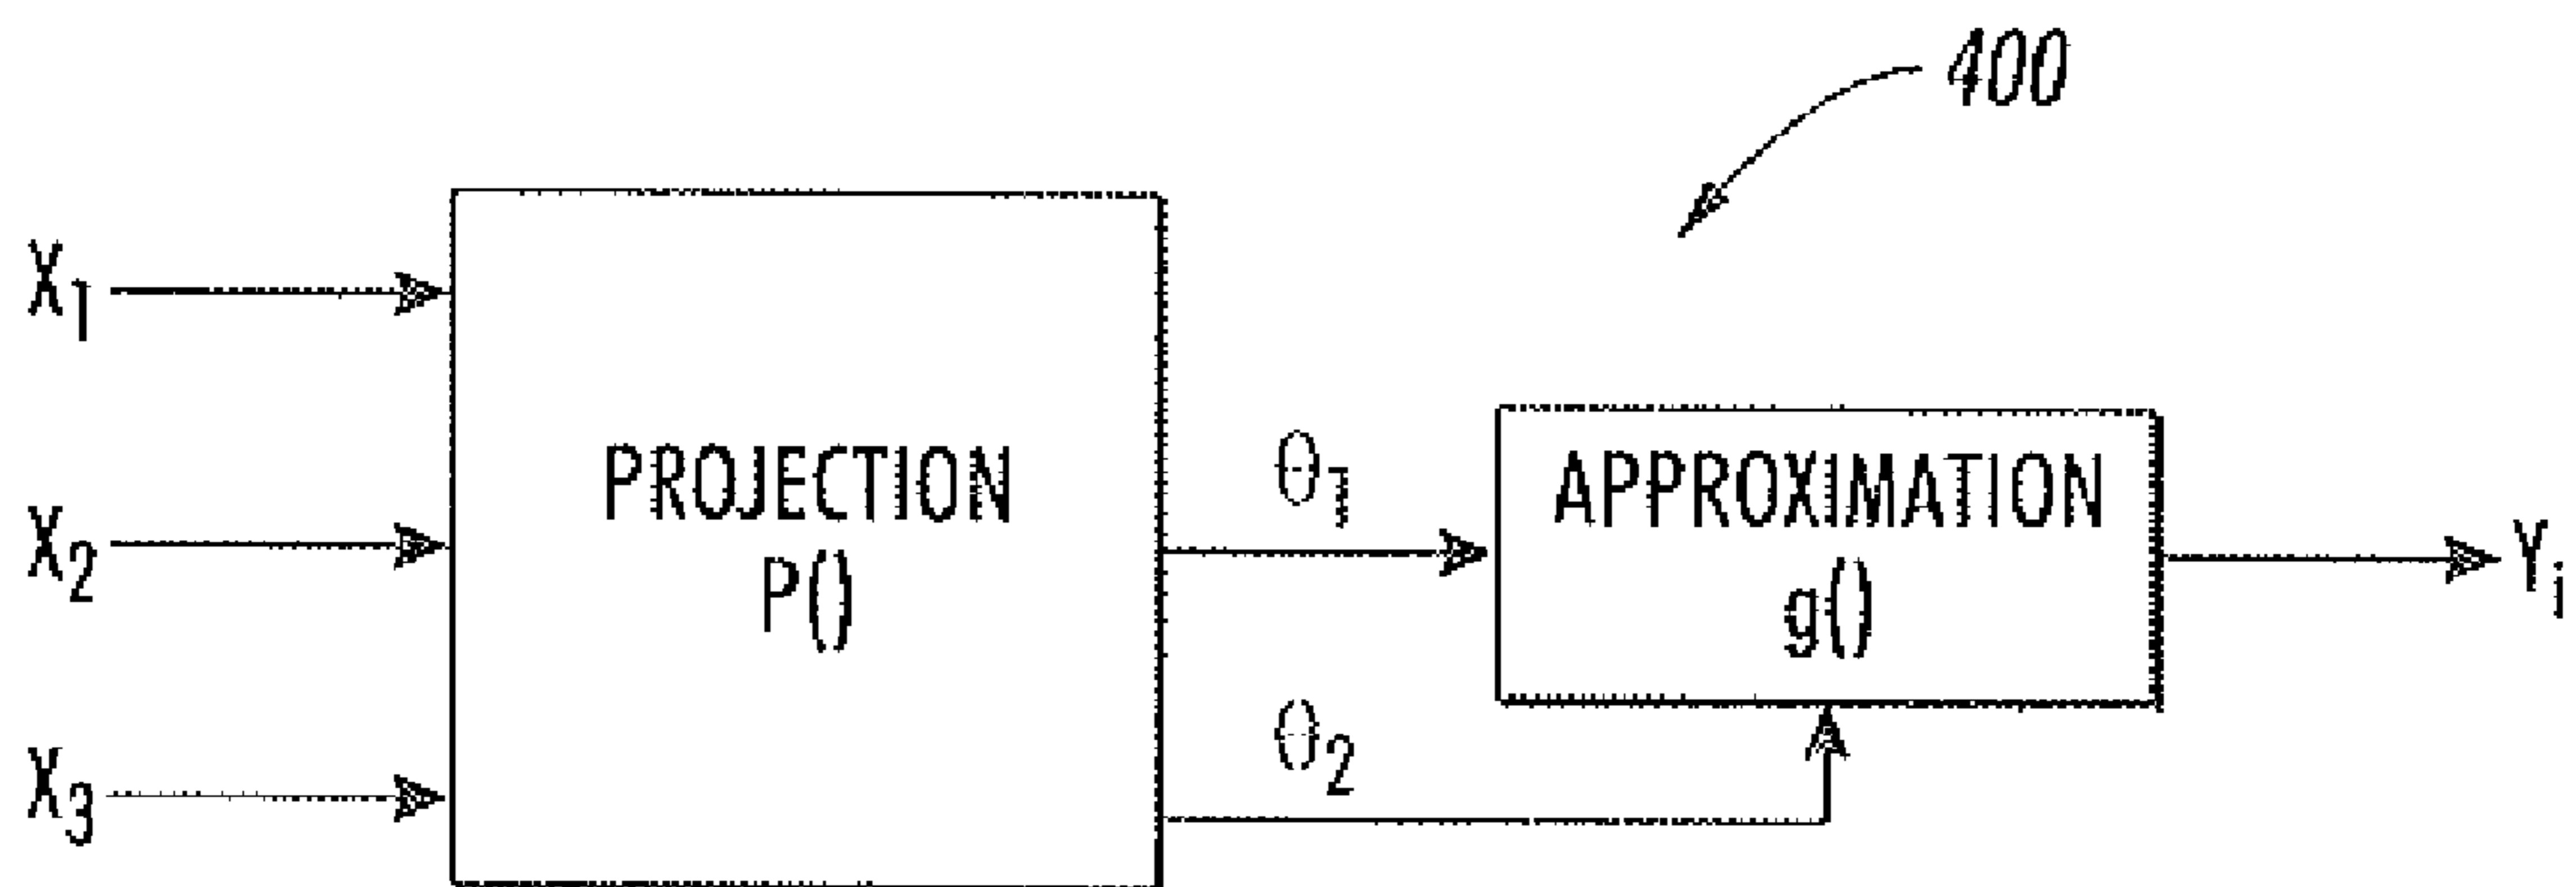 400
X₁
PROJECTION
P()
X₂
X₃
θ₁
θ₂
APPROXIMATION
g()
Yᵢ